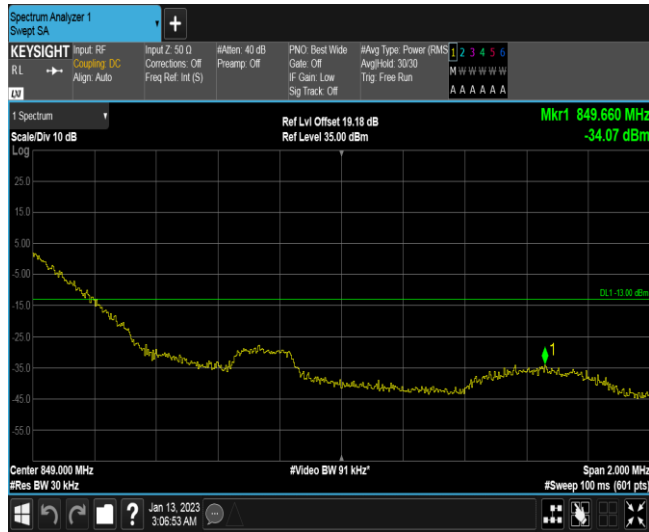 Spectrum Analyzer 1
Swept SA
+
KEYSIGHT
RL
LXI
Input: RF
Coupling: DC
Align: Auto
Input Z: 50 Ω
Corrections: Off
Freq Ref: Int (S)
#Atten: 40 dB
Preamp: Off
PNO: Best Wide
Gate: Off
IF Gain: Low
Sig Track: Off
#Avg Type: Power (RMS
Avg|Hold: 30/30
Trig: Free Run
1 2 3 4 5 6
M W W W W W
A A A A A A
1 Spectrum
Scale/Div 10 dB
Log
Ref Lvl Offset 19.18 dB
Ref Level 35.00 dBm
Mkr1 849.660 MHz
-34.07 dBm
25.0
15.0
5.00
-5.00
DL1 -13.00 dBm
-15.0
-25.0
1
-35.0
-45.0
-55.0
Center 849.000 MHz
#Res BW 30 kHz
#Video BW 91 kHz*
Span 2.000 MHz
#Sweep 100 ms (601 pts)
?
Jan 13, 2023
3:06:53 AM